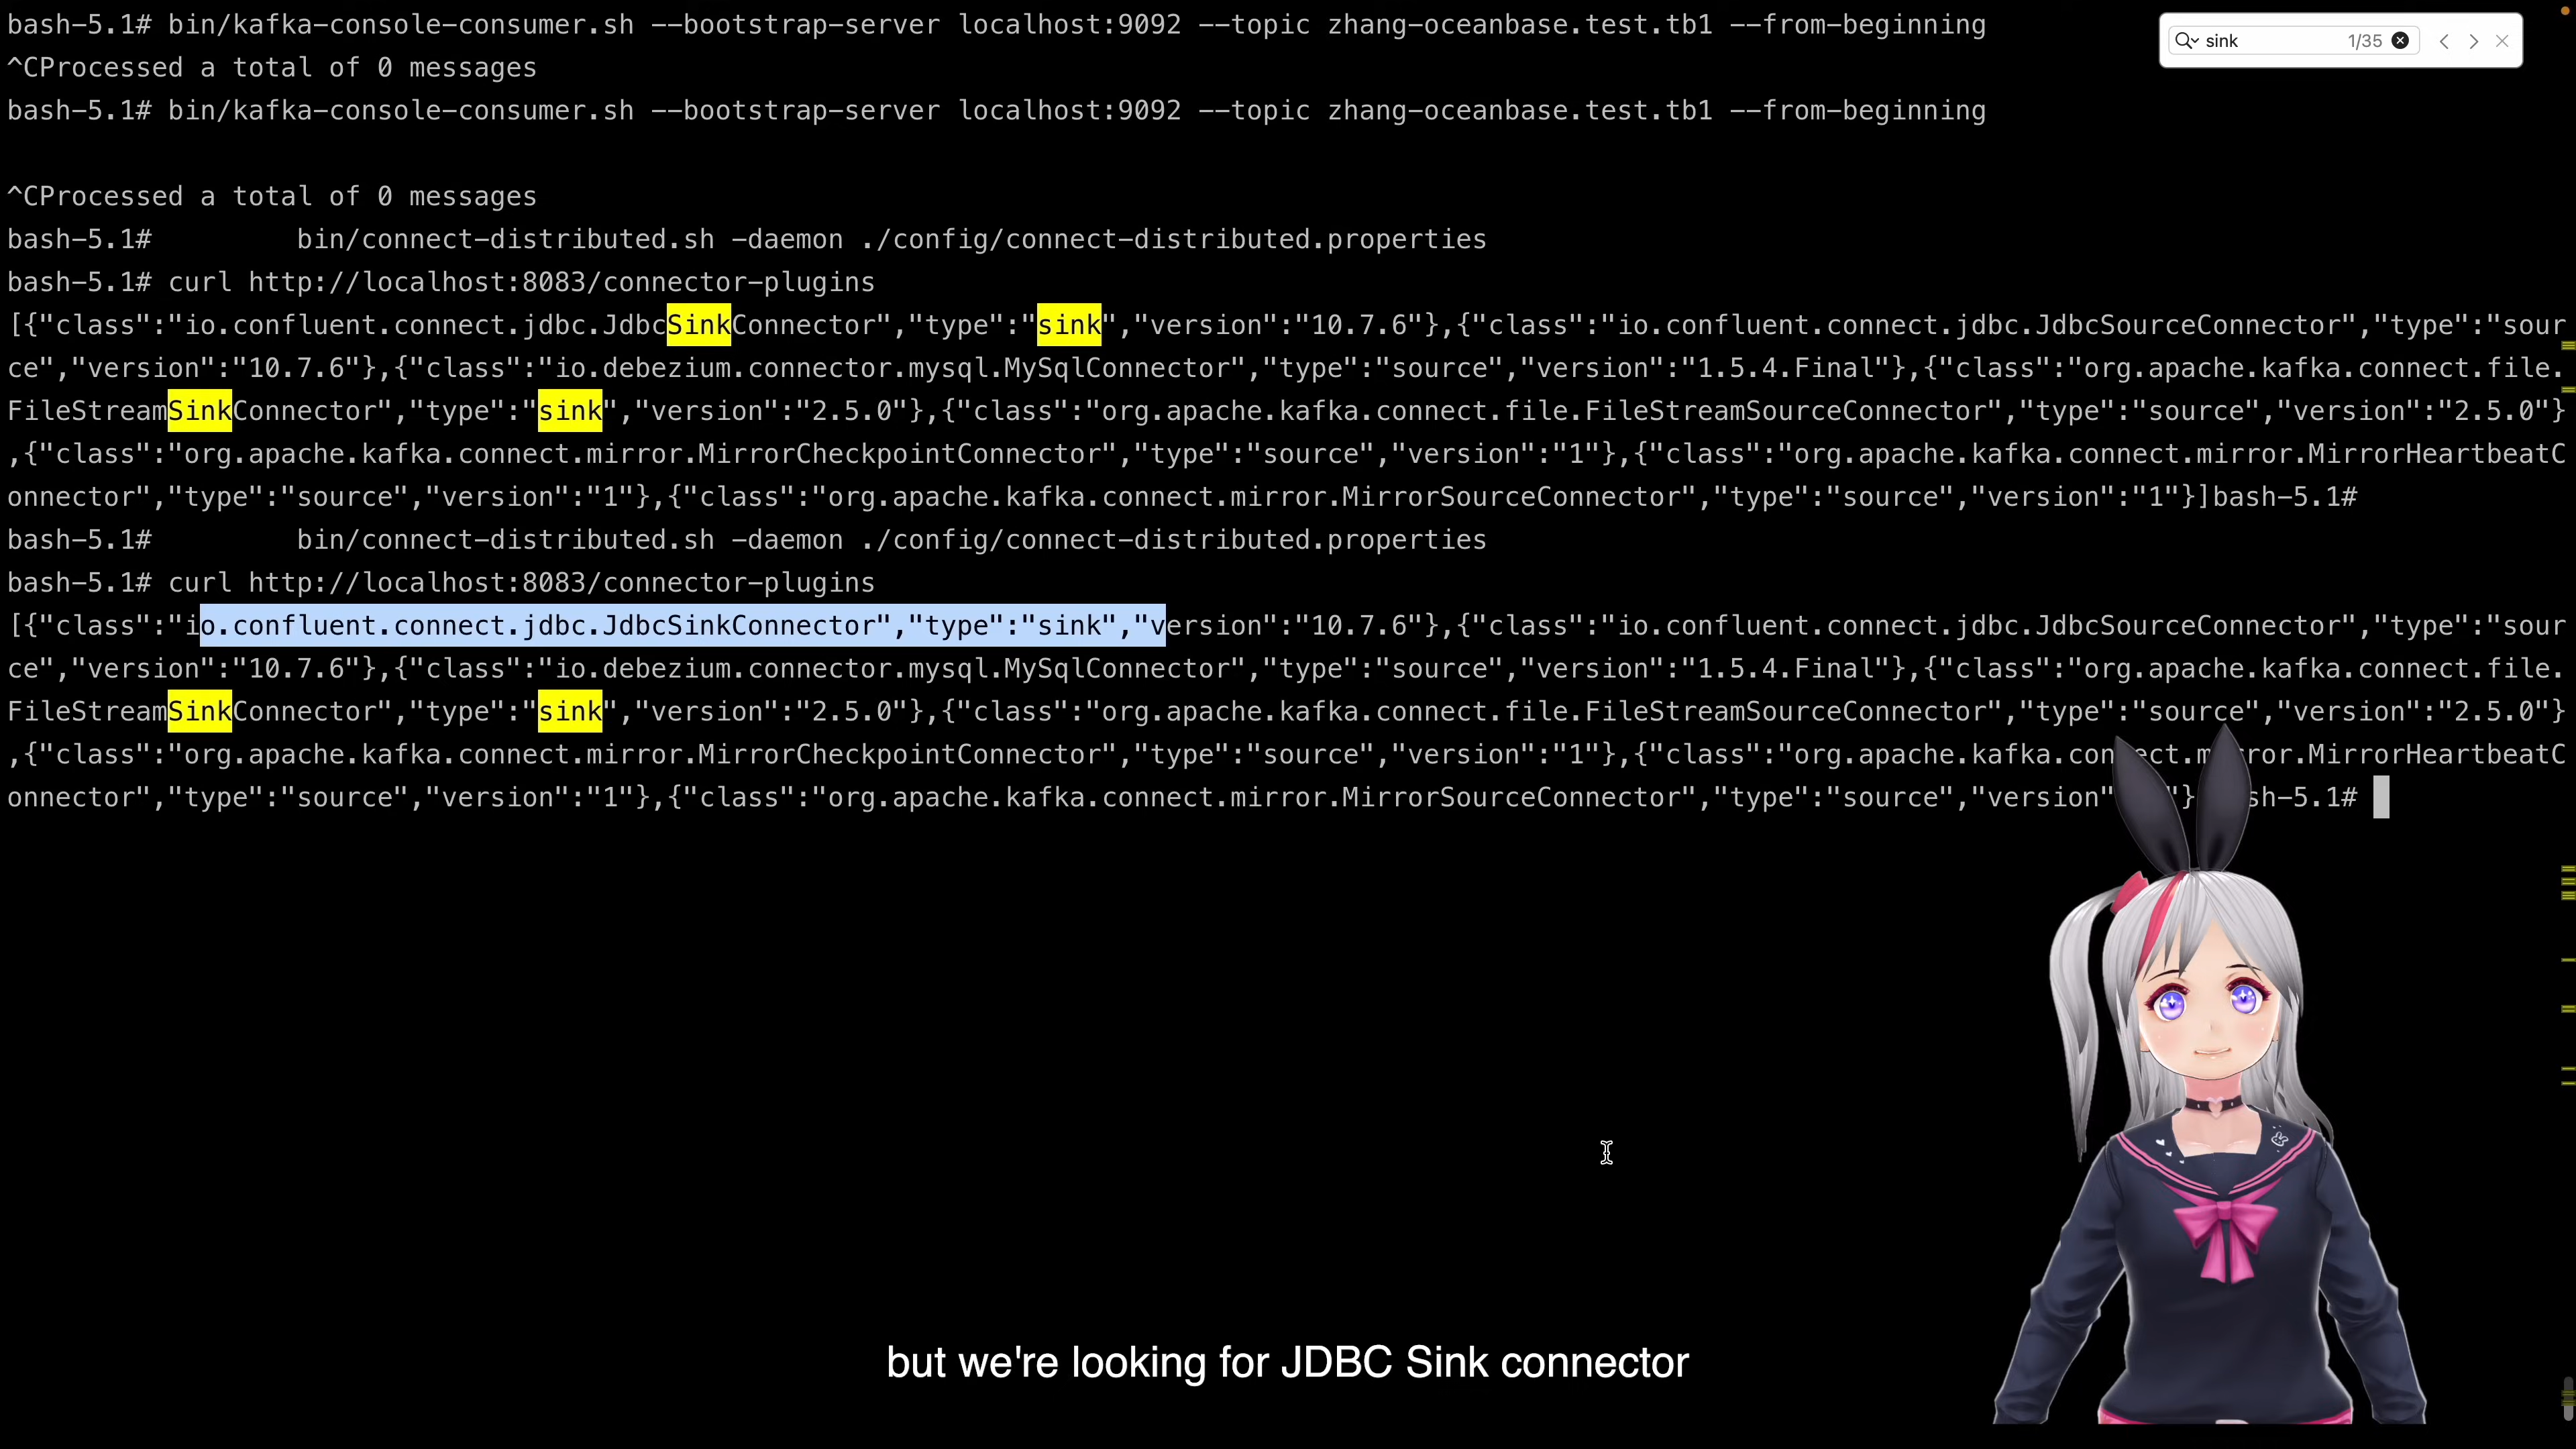 bash-5.1# bin/kafka-console-consumer.sh --bootstrap-server localhost:9092 --topic zhang-oceanbase.test.tb1 --from-beginning
sink 1/35
^CProcessed a total of 0 messages
bash-5.1# bin/kafka-console-consumer.sh --bootstrap-server localhost:9092 --topic zhang-oceanbase.test.tb1 --from-beginning
^CProcessed a total of 0 messages
bash-5.1#         bin/connect-distributed.sh -daemon ./config/connect-distributed.properties
bash-5.1# curl http://localhost:8083/connector-plugins
[{"class":"io.confluent.connect.jdbc.JdbcSinkConnector","type":"sink","version":"10.7.6"},{"class":"io.confluent.connect.jdbc.JdbcSourceConnector","type":"sour
ce","version":"10.7.6"},{"class":"io.debezium.connector.mysql.MySqlConnector","type":"source","version":"1.5.4.Final"},{"class":"org.apache.kafka.connect.file.
FileStreamSinkConnector","type":"sink","version":"2.5.0"},{"class":"org.apache.kafka.connect.file.FileStreamSourceConnector","type":"source","version":"2.5.0"}
,{"class":"org.apache.kafka.connect.mirror.MirrorCheckpointConnector","type":"source","version":"1"},{"class":"org.apache.kafka.connect.mirror.MirrorHeartbeatC
onnector","type":"source","version":"1"},{"class":"org.apache.kafka.connect.mirror.MirrorSourceConnector","type":"source","version":"1"}]bash-5.1#
bash-5.1#         bin/connect-distributed.sh -daemon ./config/connect-distributed.properties
bash-5.1# curl http://localhost:8083/connector-plugins
[{"class":"io.confluent.connect.jdbc.JdbcSinkConnector","type":"sink","version":"10.7.6"},{"class":"io.confluent.connect.jdbc.JdbcSourceConnector","type":"sour
ce","version":"10.7.6"},{"class":"io.debezium.connector.mysql.MySqlConnector","type":"source","version":"1.5.4.Final"},{"class":"org.apache.kafka.connect.file.
FileStreamSinkConnector","type":"sink","version":"2.5.0"},{"class":"org.apache.kafka.connect.file.FileStreamSourceConnector","type":"source","version":"2.5.0"}
,{"class":"org.apache.kafka.connect.mirror.MirrorCheckpointConnector","type":"source","version":"1"},{"class":"org.apache.kafka.connect.mirror.MirrorHeartbeatC
onnector","type":"source","version":"1"},{"class":"org.apache.kafka.connect.mirror.MirrorSourceConnector","type":"source","version" "} sh-5.1#
but we're looking for JDBC Sink connector